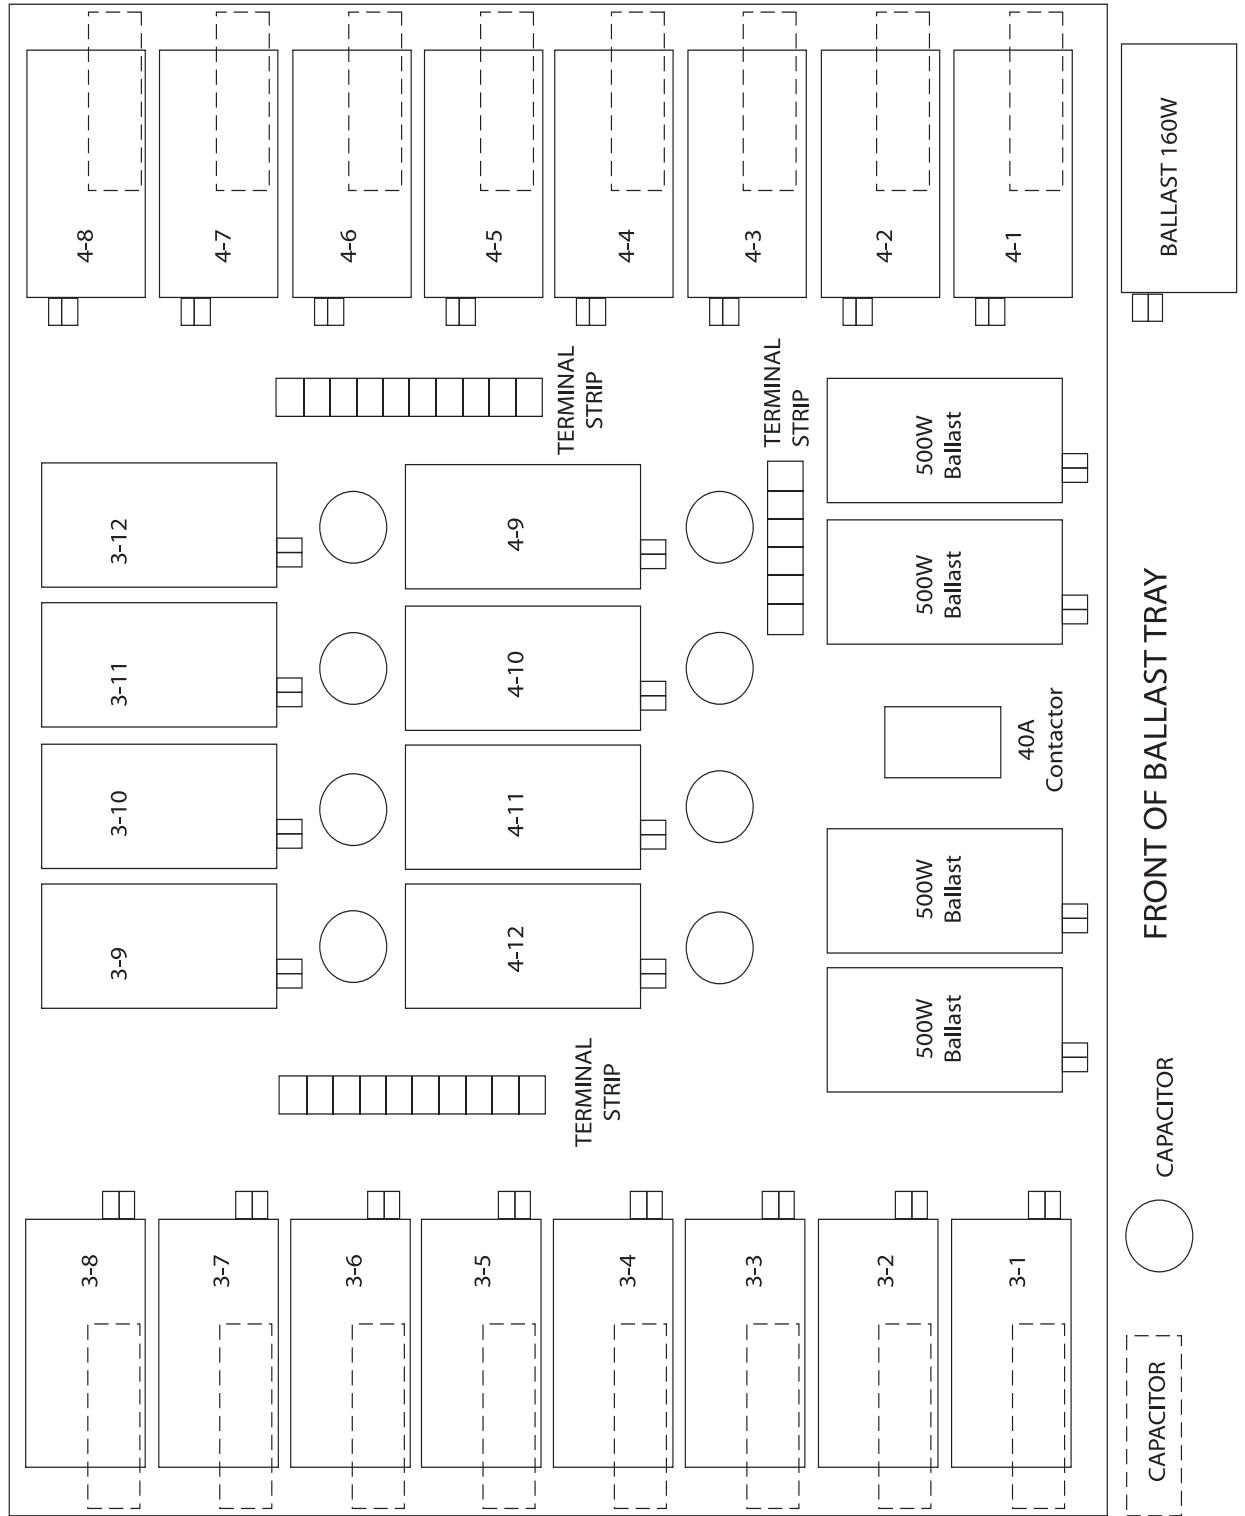 4-8
4-7
4-6
4-5
4-4
4-3
4-2
4-1
BALLAST 160W
TERMINAL
STRIP
TERMINAL
STRIP
3-12
3-11
3-10
3-9
4-9
4-10
4-11
4-12
500W
Ballast
500W
Ballast
40A
Contactor
500W
Ballast
500W
Ballast
FRONT OF BALLAST TRAY
TERMINAL
STRIP
3-8
3-7
3-6
3-5
3-4
3-3
3-2
3-1
CAPACITOR
CAPACITOR